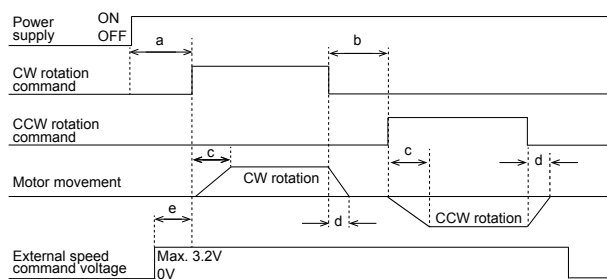 Power
supply
ON
OFF
a
b
CW rotation
command
CCW rotation
command
c
c
d
Motor movement
CW rotation
d
CCW rotation
e
External speed
command voltage
Max. 3.2V
0V